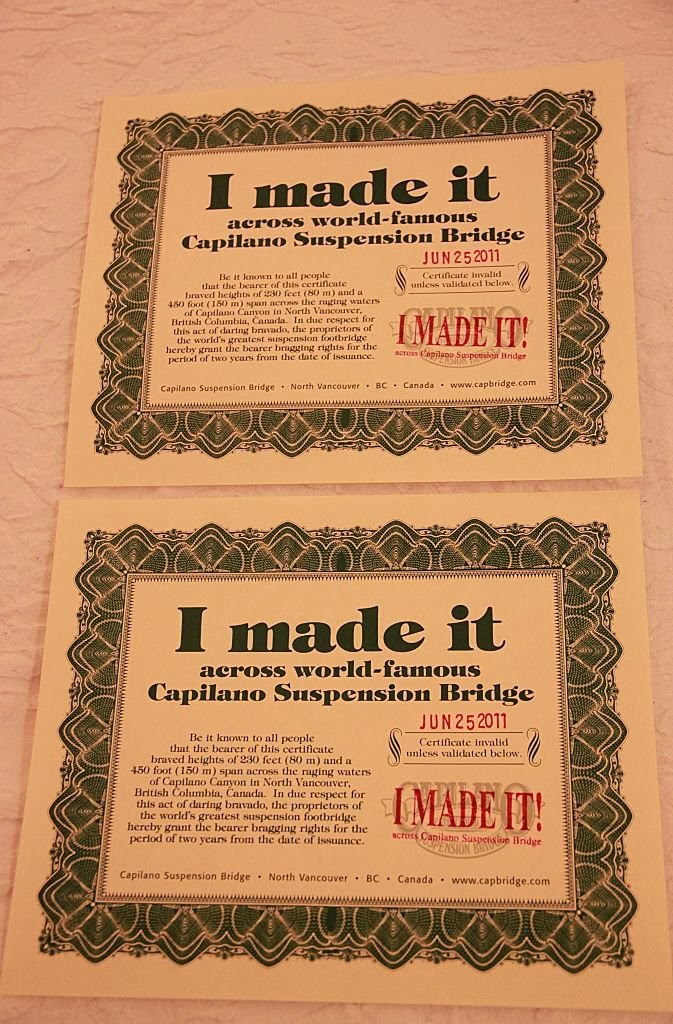 I made it
across world-famous
Capilano Suspension Bridge
JUN 25 2011
Certificate invalid
unless validated below.
Be it known to all people
that the bearer of this certificate
braved heights of 230 feet (80 m) and a
450 foot (150 m) span across the raging waters
of Capilano Canyon in North Vancouver,
British Columbia, Canada. In due respect for
this act of daring bravado, the proprietors of
the world's greatest suspension footbridge
hereby grant the bearer bragging rights for the
period of two years from the date of issuance.
CAPILANO
I MADE IT!
across Capilano Suspension Bridge
SUSPENSION BRIDGE
Capilano Suspension Bridge • North Vancouver • BC • Canada • www.capbridge.com
I made it
across world-famous
Capilano Suspension Bridge
JUN 25 2011
Certificate invalid
unless validated below.
Be it known to all people
that the bearer of this certificate
braved heights of 230 feet (80 m) and a
450 foot (150 m) span across the raging waters
of Capilano Canyon in North Vancouver,
British Columbia, Canada. In due respect for
this act of daring bravado, the proprietors of
the world's greatest suspension footbridge
hereby grant the bearer bragging rights for the
period of two years from the date of issuance.
CAPILANO
I MADE IT!
across Capilano Suspension Bridge
SUSPENSION BRIDGE
Capilano Suspension Bridge • North Vancouver • BC • Canada • www.capbridge.com